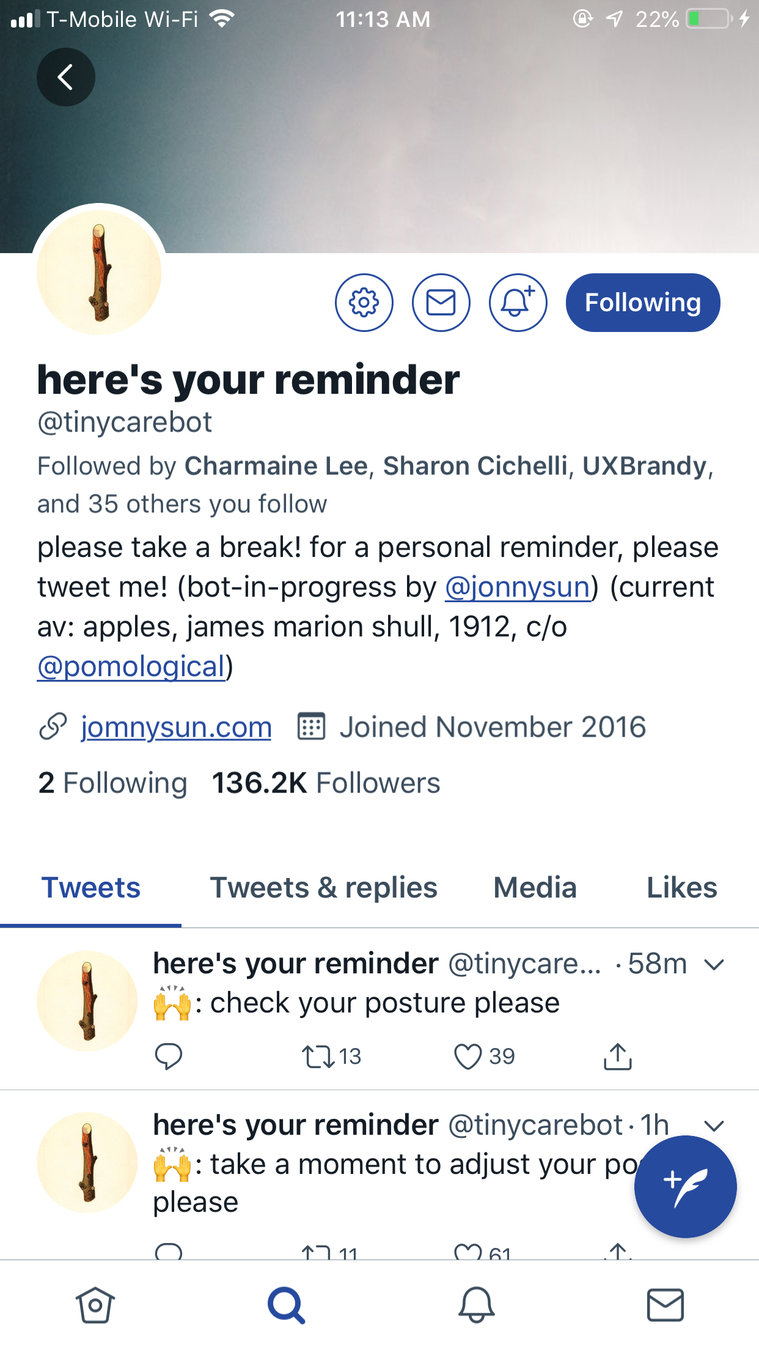 T-Mobile Wi-Fi 11:13 AM 22%
Following
here's your reminder
@tinycarebot
Followed by Charmaine Lee, Sharon Cichelli, UXBrandy,
and 35 others you follow
please take a break! for a personal reminder, please
tweet me! (bot-in-progress by @jonnysun) (current
av: apples, james marion shull, 1912, c/o
@pomological)
jomnysun.com Joined November 2016
2 Following 136.2K Followers
Tweets Tweets & replies Media Likes
here's your reminder @tinycare... · 58m
🙌: check your posture please
13 39
here's your reminder @tinycarebot · 1h
🙌: take a moment to adjust your
please
11 61